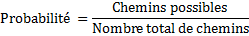 Probabilité = Chemins possibles
Nombre total de chemins